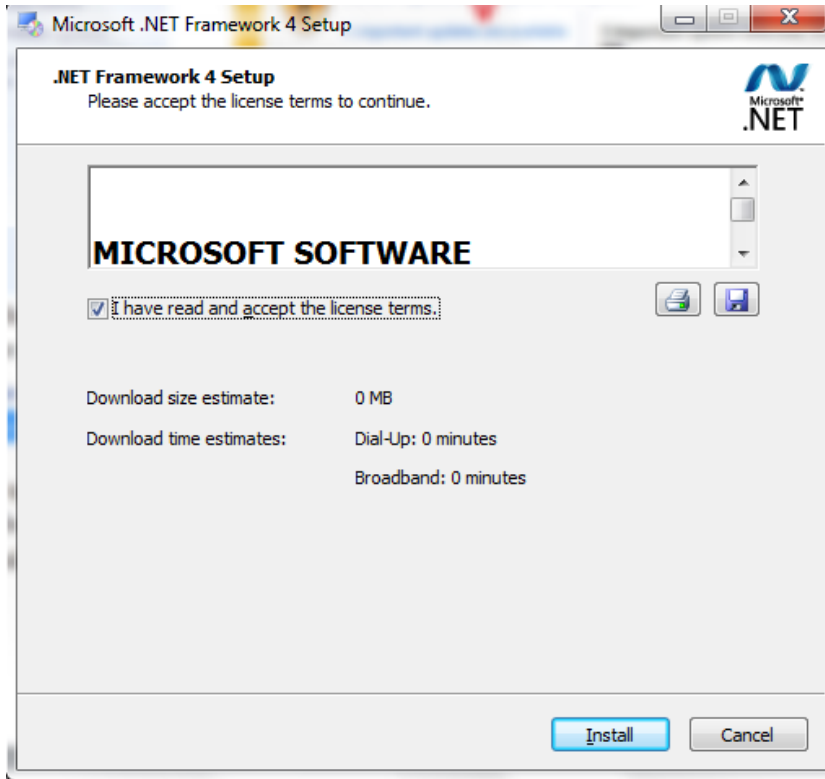 Microsoft .NET Framework 4 Setup
.NET Framework 4 Setup
Please accept the license terms to continue.
Microsoft®
.NET
MICROSOFT SOFTWARE
I have read and accept the license terms.
Download size estimate: 0 MB
Download time estimates: Dial-Up: 0 minutes
Broadband: 0 minutes
Install Cancel